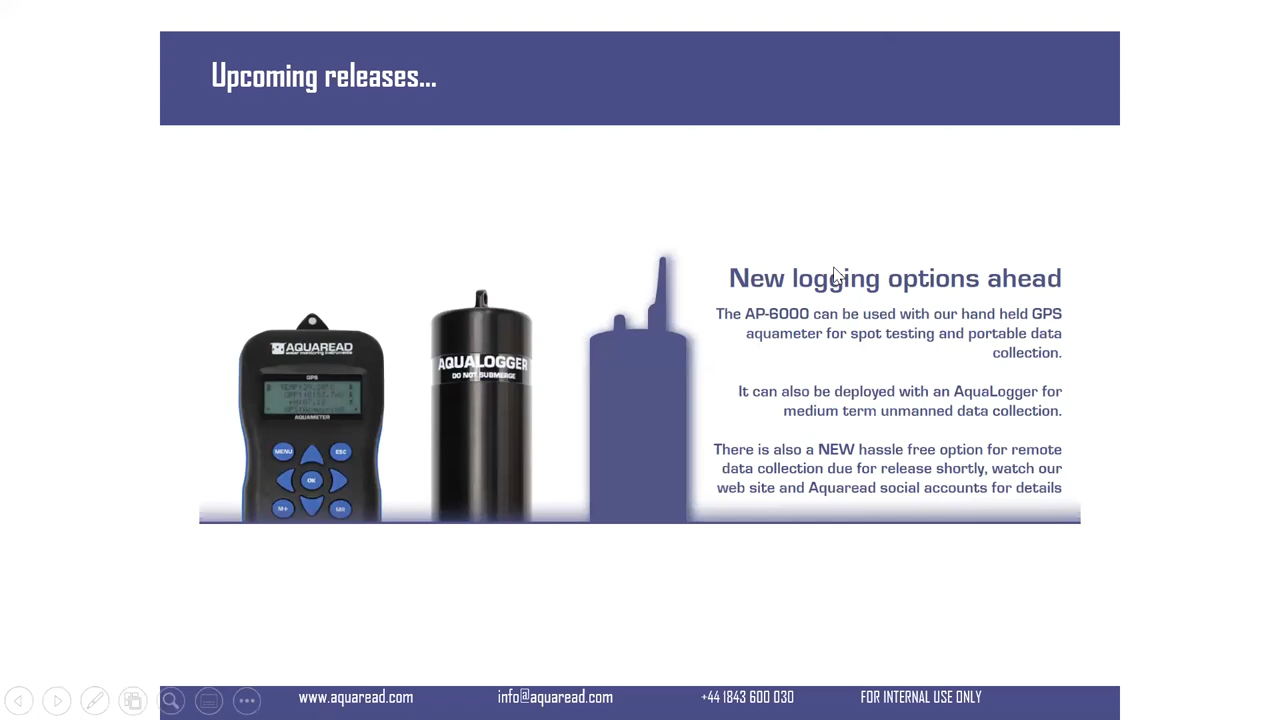 Upcoming releases...
New logging options ahead
The AP-6000 can be used with our hand held GPS
aquameter for spot testing and portable data
collection.
It can also be deployed with an AquaLogger for
medium term unmanned data collection.
There is also a NEW hassle free option for remote
data collection due for release shortly, watch our
web site and Aquaread social accounts for details
AQUAREAD
GPS
AQUAMETER
MENU
ESC
OK
M+
MR
AQUALOGGER
DO NOT SUBMERGE
www.aquaread.com
info@aquaread.com
+44 1843 600 030
FOR INTERNAL USE ONLY